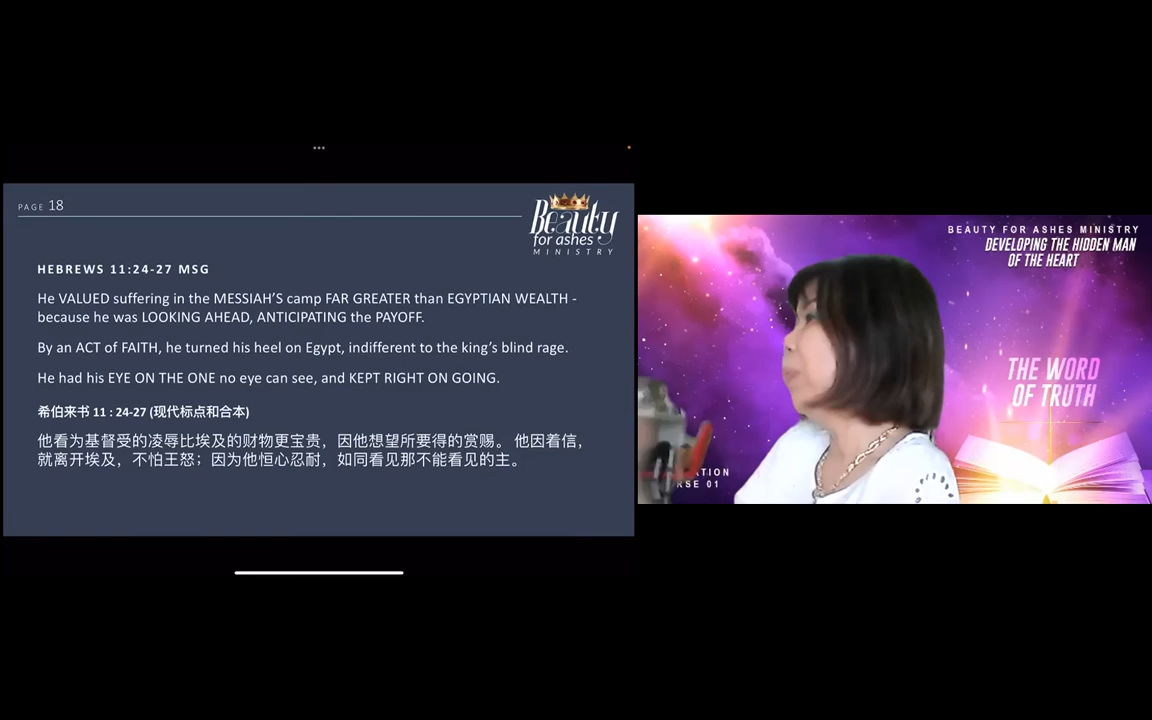 PAGE 18
Beauty
for ashes
MINISTRY
HEBREWS 11:24-27 MSG
He VALUED suffering in the MESSIAH'S camp FAR GREATER than EGYPTIAN WEALTH -
because he was LOOKING AHEAD, ANTICIPATING the PAYOFF.
By an ACT of FAITH, he turned his heel on Egypt, indifferent to the king's blind rage.
He had his EYE ON THE ONE no eye can see, and KEPT RIGHT ON GOING.
希伯来书 11 : 24-27 (现代标点和合本)
他看为基督受的凌辱比埃及的财物更宝贵，因他想望所要得的赏赐。 他因着信，
就离开埃及，不怕王怒；因为他恒心忍耐，如同看见那不能看见的主。
BEAUTY FOR ASHES MINISTRY
DEVELOPING THE HIDDEN MAN
OF THE HEART
THE WORD
OF TRUTH
01